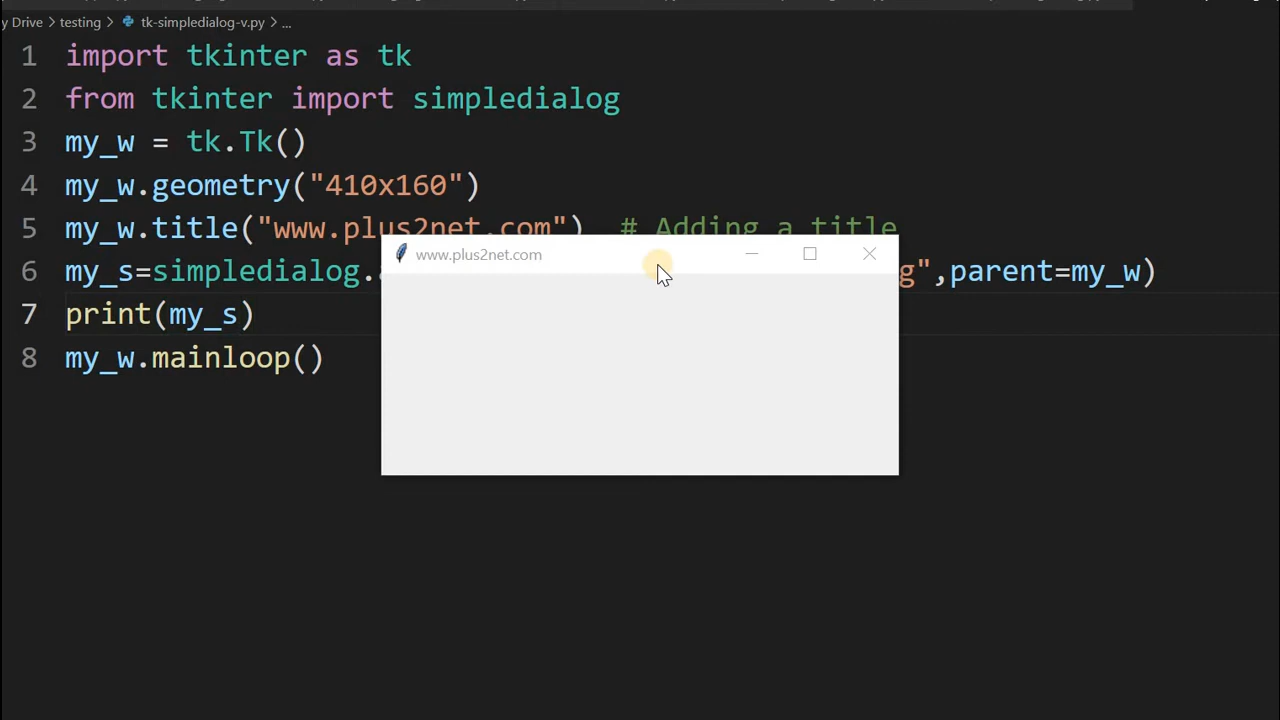 y Drive > testing > tk-simpledialog-v.py > ...
1 import tkinter as tk
2 from tkinter import simpledialog
3 my_w = tk.Tk()
4 my_w.geometry("410x160")
5 my_w.title("www.plus2net.com") # Adding a title
www.plus2net.com
6 my_s=simpledialog. g",parent=my_w)
7 print(my_s)
8 my_w.mainloop()